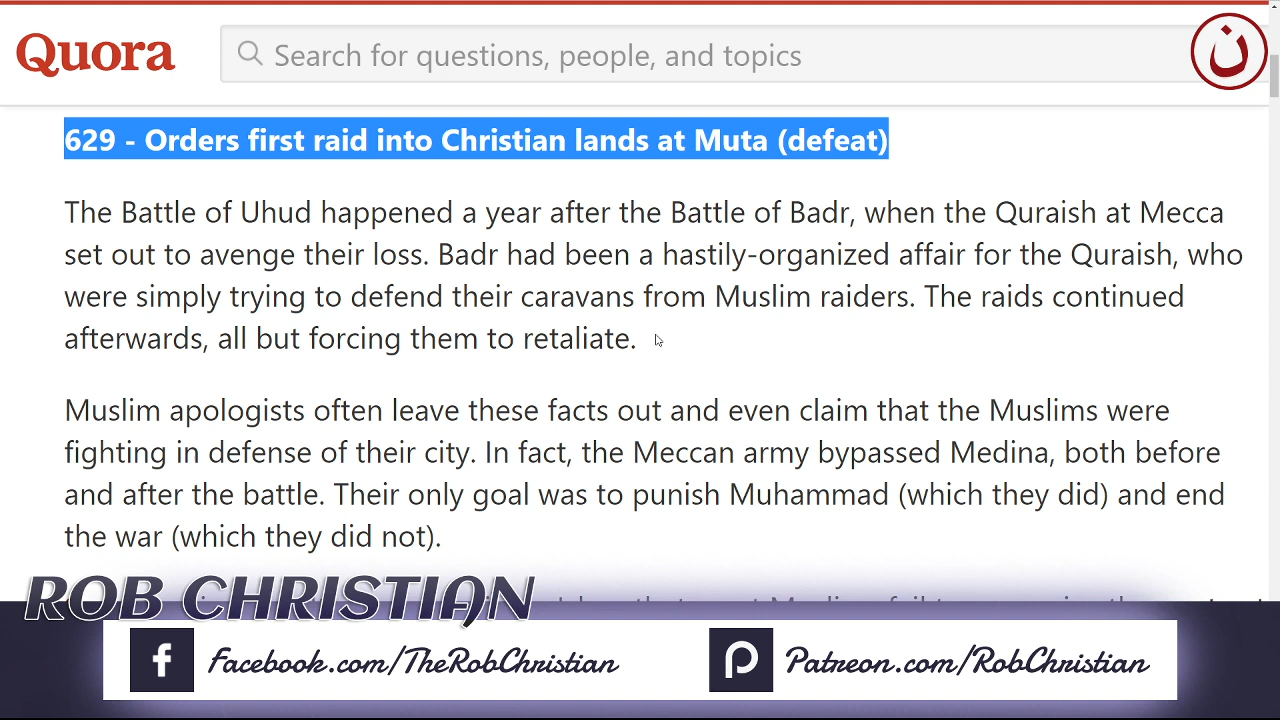 Quora
Search for questions, people, and topics
ن
629 - Orders first raid into Christian lands at Muta (defeat)
The Battle of Uhud happened a year after the Battle of Badr, when the Quraish at Mecca
set out to avenge their loss. Badr had been a hastily-organized affair for the Quraish, who
were simply trying to defend their caravans from Muslim raiders. The raids continued
afterwards, all but forcing them to retaliate.
Muslim apologists often leave these facts out and even claim that the Muslims were
fighting in defense of their city. In fact, the Meccan army bypassed Medina, both before
and after the battle. Their only goal was to punish Muhammad (which they did) and end
the war (which they did not).
ROB CHRISTIAN
Facebook.com/TheRobChristian
Patreon.com/RobChristian